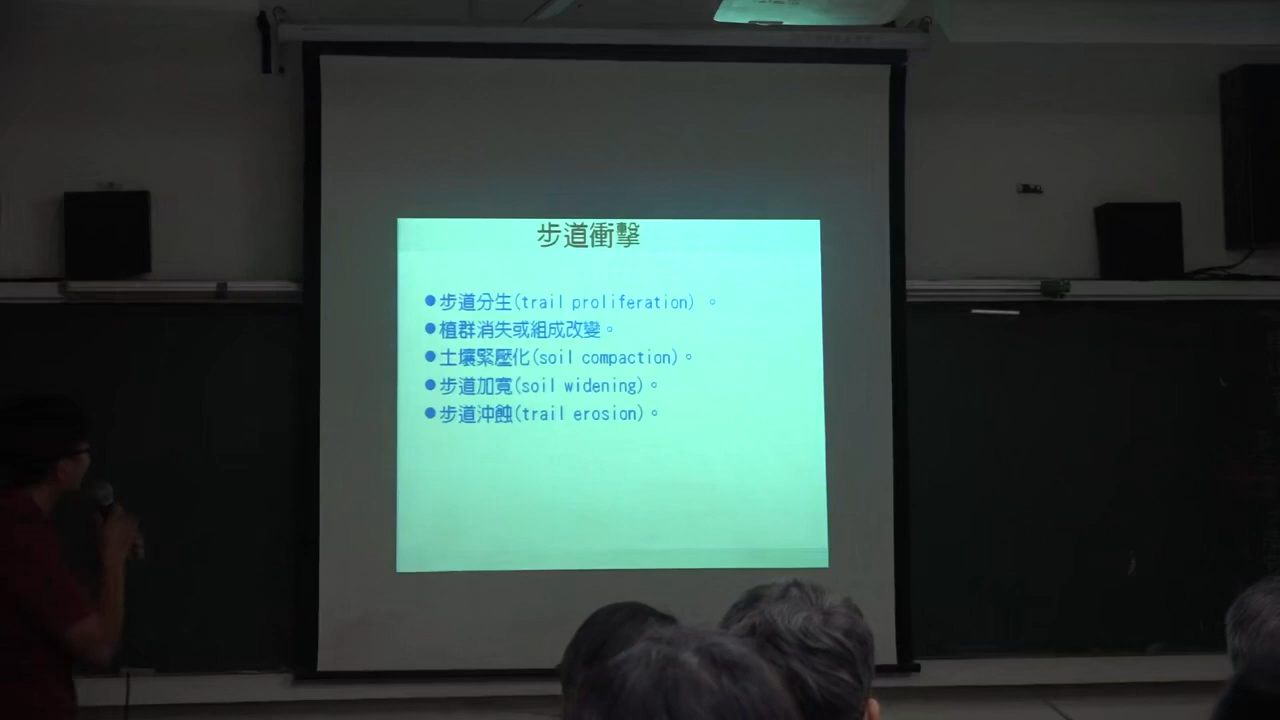 步道衝擊
●步道分生(trail proliferation) 。
●植群消失或組成改變。
●土壤緊壓化(soil compaction)。
●步道加寬(soil widening)。
●步道沖蝕(trail erosion)。